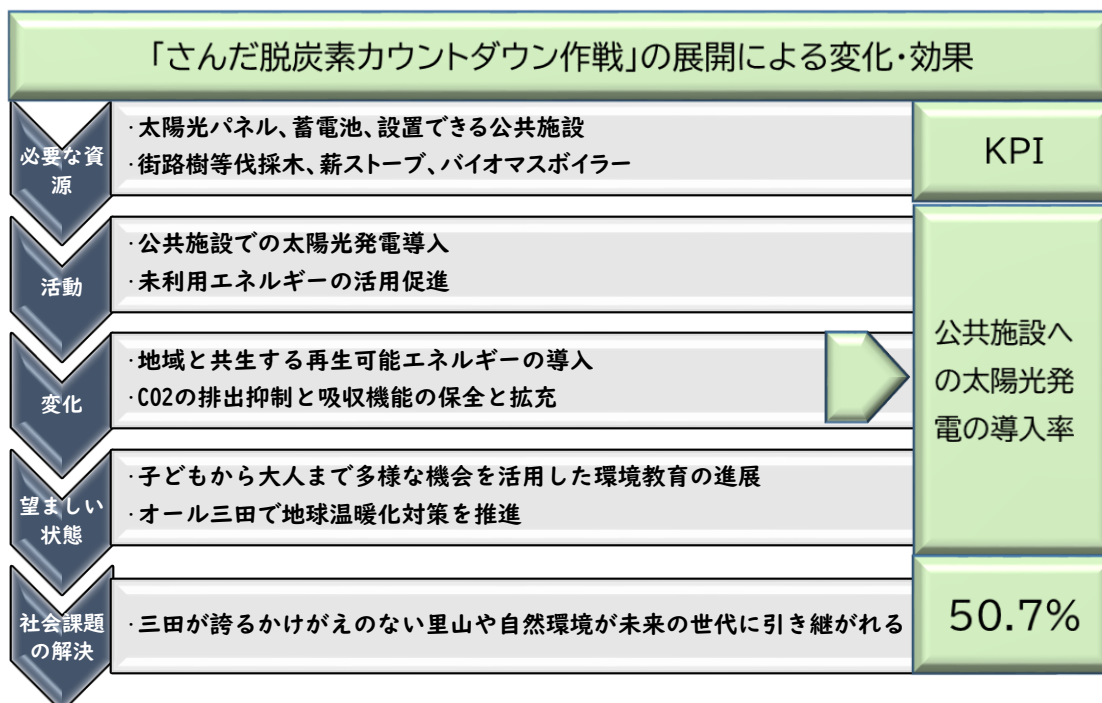 「さんだ脱炭素カウントダウン作戦」の展開による変化・効果
必要な資
源
・太陽光パネル、蓄電池、設置できる公共施設
・街路樹等伐採木、薪ストーブ、バイオマスボイラー
KPI
活動
・公共施設での太陽光発電導入
・未利用エネルギーの活用促進
変化
・地域と共生する再生可能エネルギーの導入
・CO2の排出抑制と吸収機能の保全と拡充
公共施設へ
の太陽光発
電の導入率
望ましい
状態
・子どもから大人まで多様な機会を活用した環境教育の進展
・オール三田で地球温暖化対策を推進
社会課題
の解決
・三田が誇るかけがえのない里山や自然環境が未来の世代に引き継がれる
50.7%